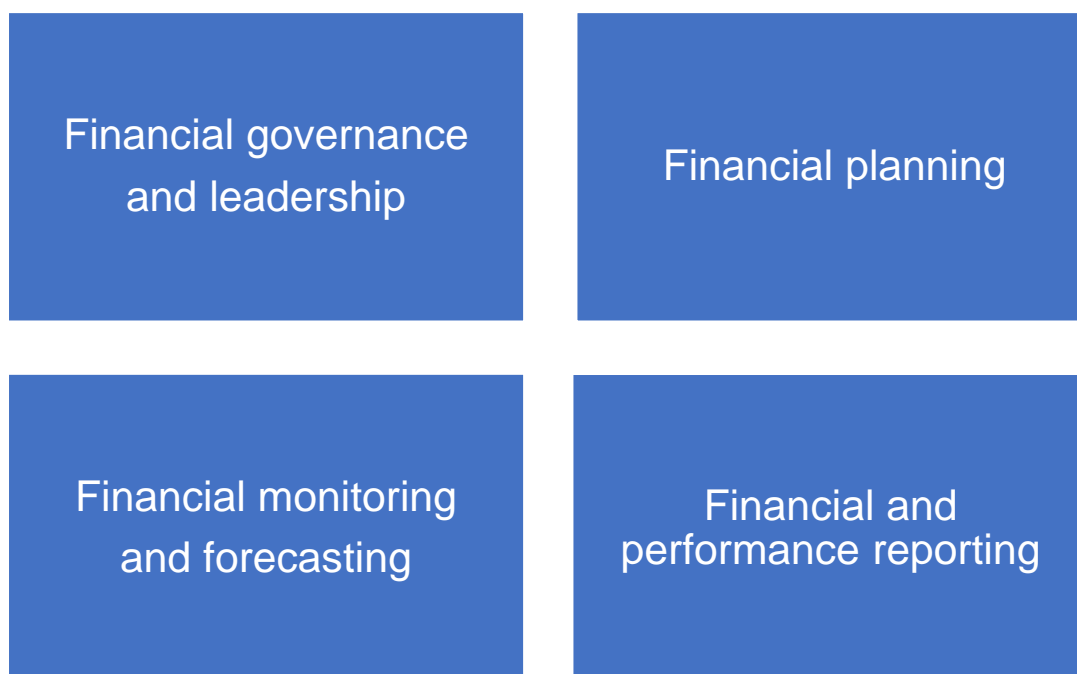 Financial governance
and leadership
Financial planning
Financial monitoring
and forecasting
Financial and
performance reporting